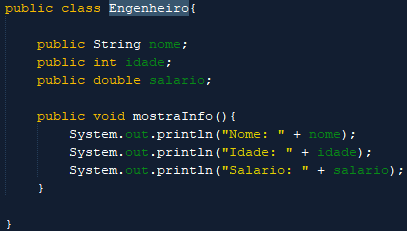 public class Engenheiro{
public String nome;
public int idade;
public double salario;
public void mostraInfo(){
System.out.println("Nome: " + nome);
System.out.println("Idade: " + idade);
System.out.println("Salario: " + salario);
}
}